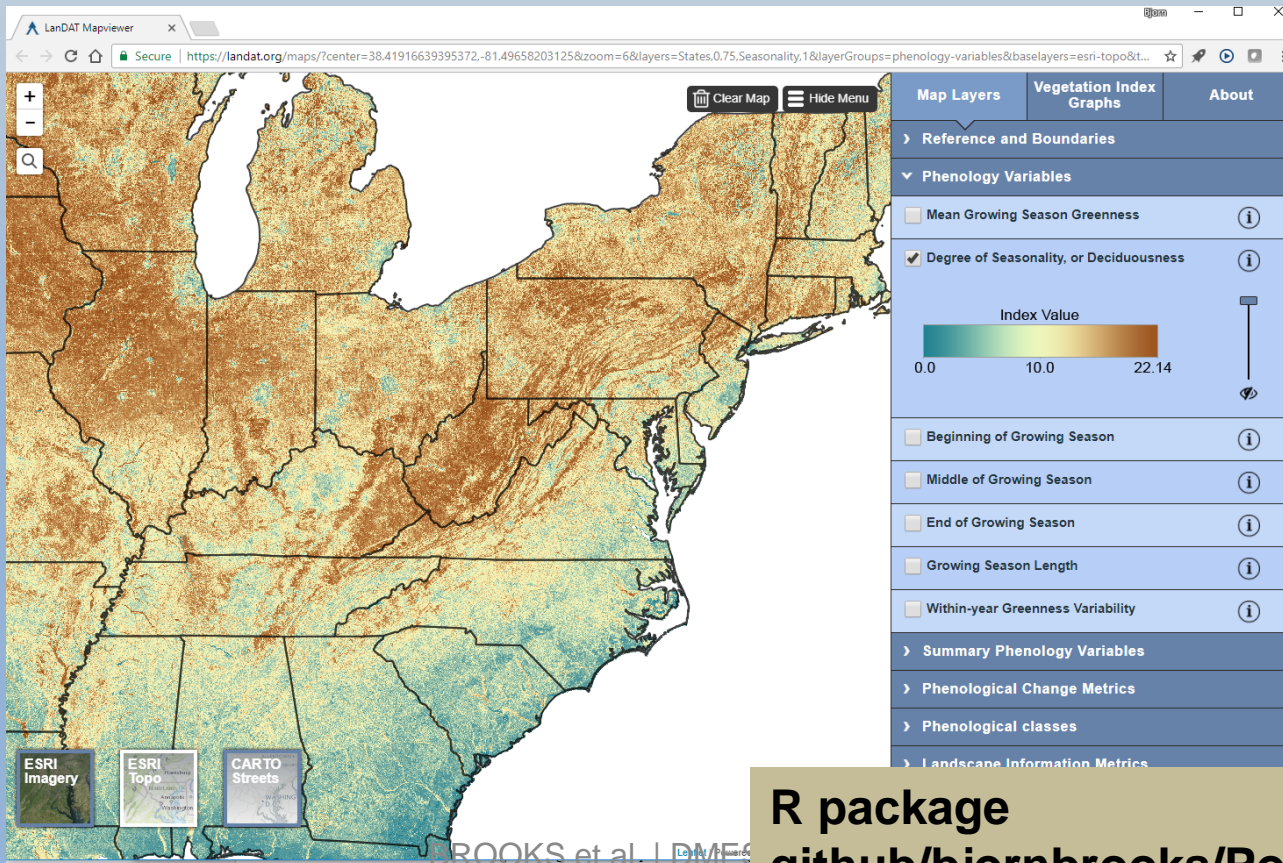 Bjorn
LanDAT Mapviewer
Secure | https://landat.org/maps/?center=38.41916639395372,-81.49658203125&zoom=6&layers=States,0.75,Seasonality,1&layerGroups=phenology-variables&baselayers=esri-topo&t...
+
−
Clear Map
Hide Menu
Map Layers
Vegetation Index
Graphs
About
Reference and Boundaries
Phenology Variables
Mean Growing Season Greenness
Degree of Seasonality, or Deciduousness
Index Value
0.0 10.0 22.14
Beginning of Growing Season
Middle of Growing Season
End of Growing Season
Growing Season Length
Within-year Greenness Variability
Summary Phenology Variables
Phenological Change Metrics
Phenological classes
Landscape Information Metrics
ESRI
Imagery
ESRI
Topo
CARTO
Streets
R package
BROOKS et al. |